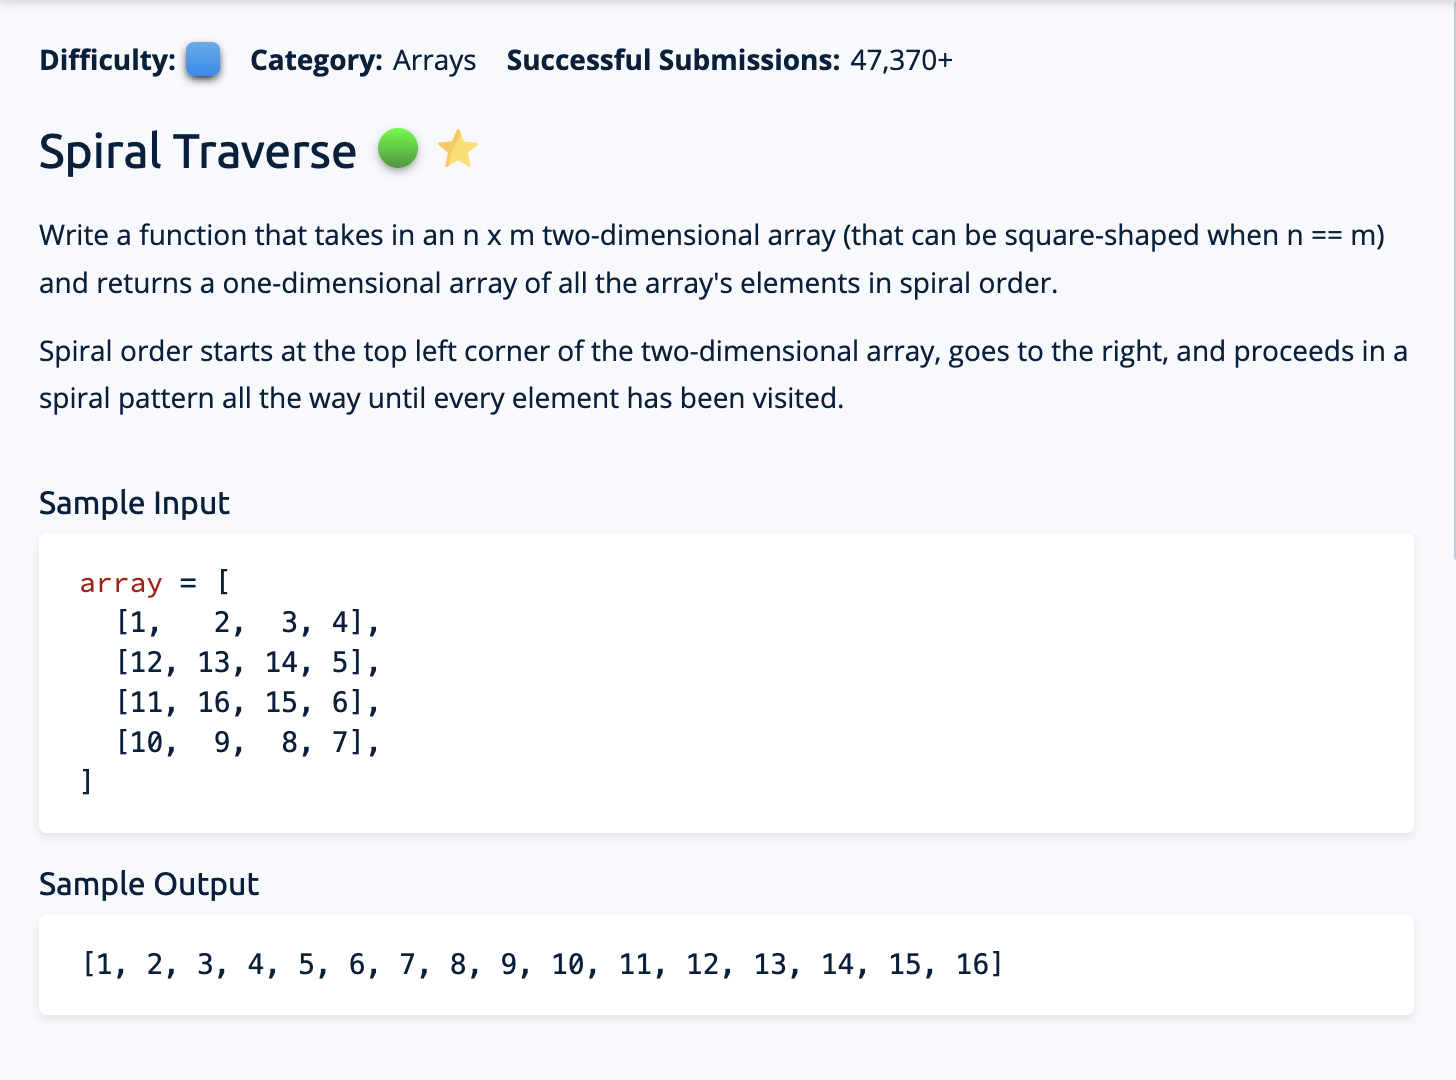 Difficulty: Category: Arrays Successful Submissions: 47,370+
Spiral Traverse
Write a function that takes in an n x m two-dimensional array (that can be square-shaped when n == m)
and returns a one-dimensional array of all the array's elements in spiral order.
Spiral order starts at the top left corner of the two-dimensional array, goes to the right, and proceeds in a
spiral pattern all the way until every element has been visited.
Sample Input
array = [
  [1,   2,  3, 4],
  [12, 13, 14, 5],
  [11, 16, 15, 6],
  [10,  9,  8, 7],
]
Sample Output
[1, 2, 3, 4, 5, 6, 7, 8, 9, 10, 11, 12, 13, 14, 15, 16]